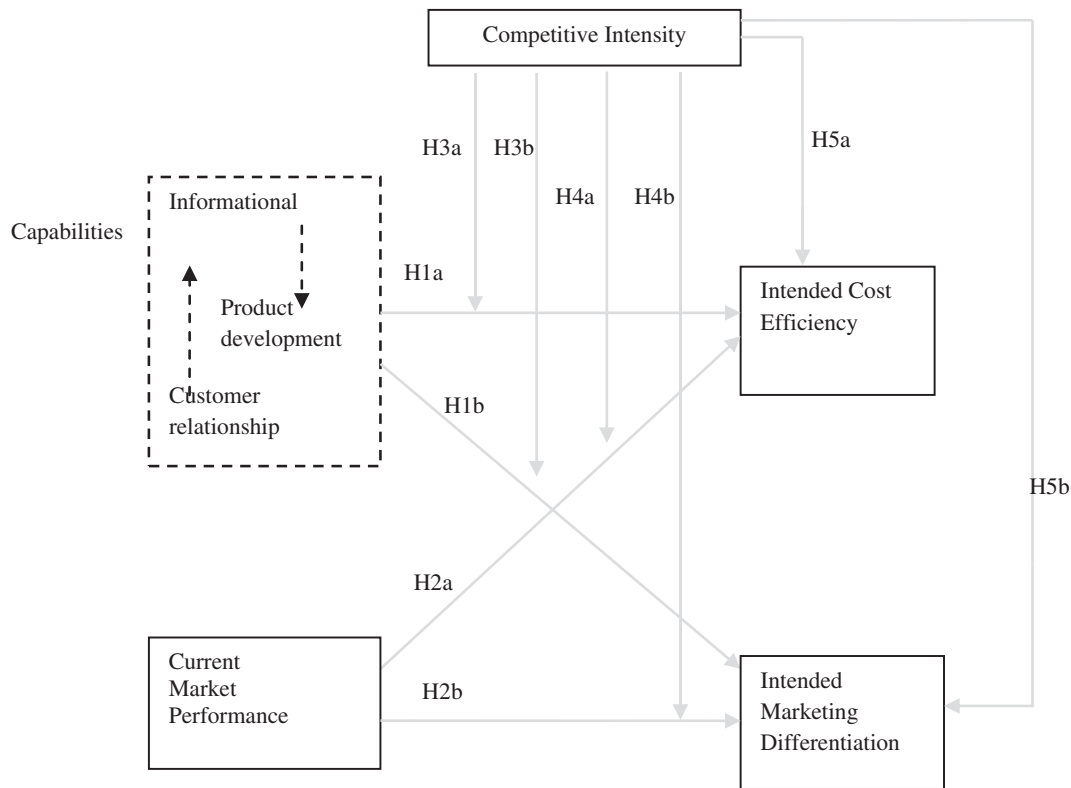 Competitive Intensity
H3a
H3b
H5a
Informational
H4a
H4b
Capabilities
H1a
Product
development
Intended Cost
Efficiency
Customer
relationship
H1b
H5b
H2a
Current
Market
Performance
H2b
Intended
Marketing
Differentiation